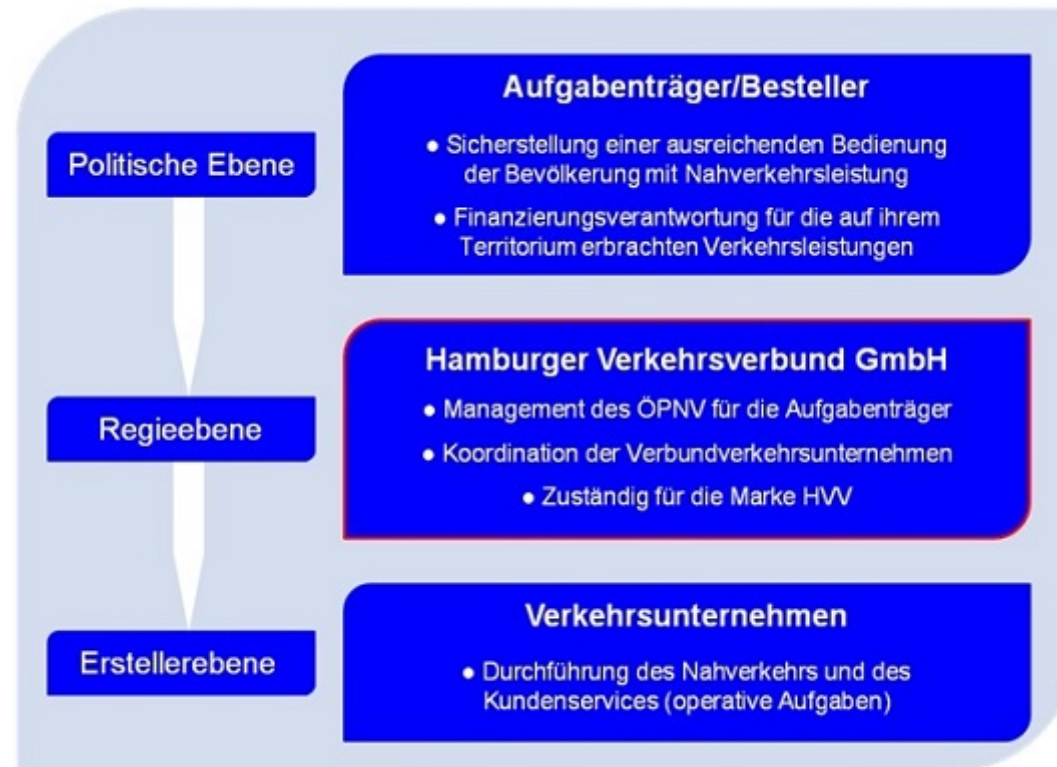 Politische Ebene
Aufgabenträger/Besteller
● Sicherstellung einer ausreichenden Bedienung
der Bevölkerung mit Nahverkehrsleistung
● Finanzierungsverantwortung für die auf ihrem
Territorium erbrachten Verkehrsleistungen
Regieebene
Hamburger Verkehrsverbund GmbH
● Management des ÖPNV für die Aufgabenträger
● Koordination der Verbundverkehrsunternehmen
● Zuständig für die Marke HVV
Erstellerebene
Verkehrsunternehmen
● Durchführung des Nahverkehrs und des
Kundenservices (operative Aufgaben)